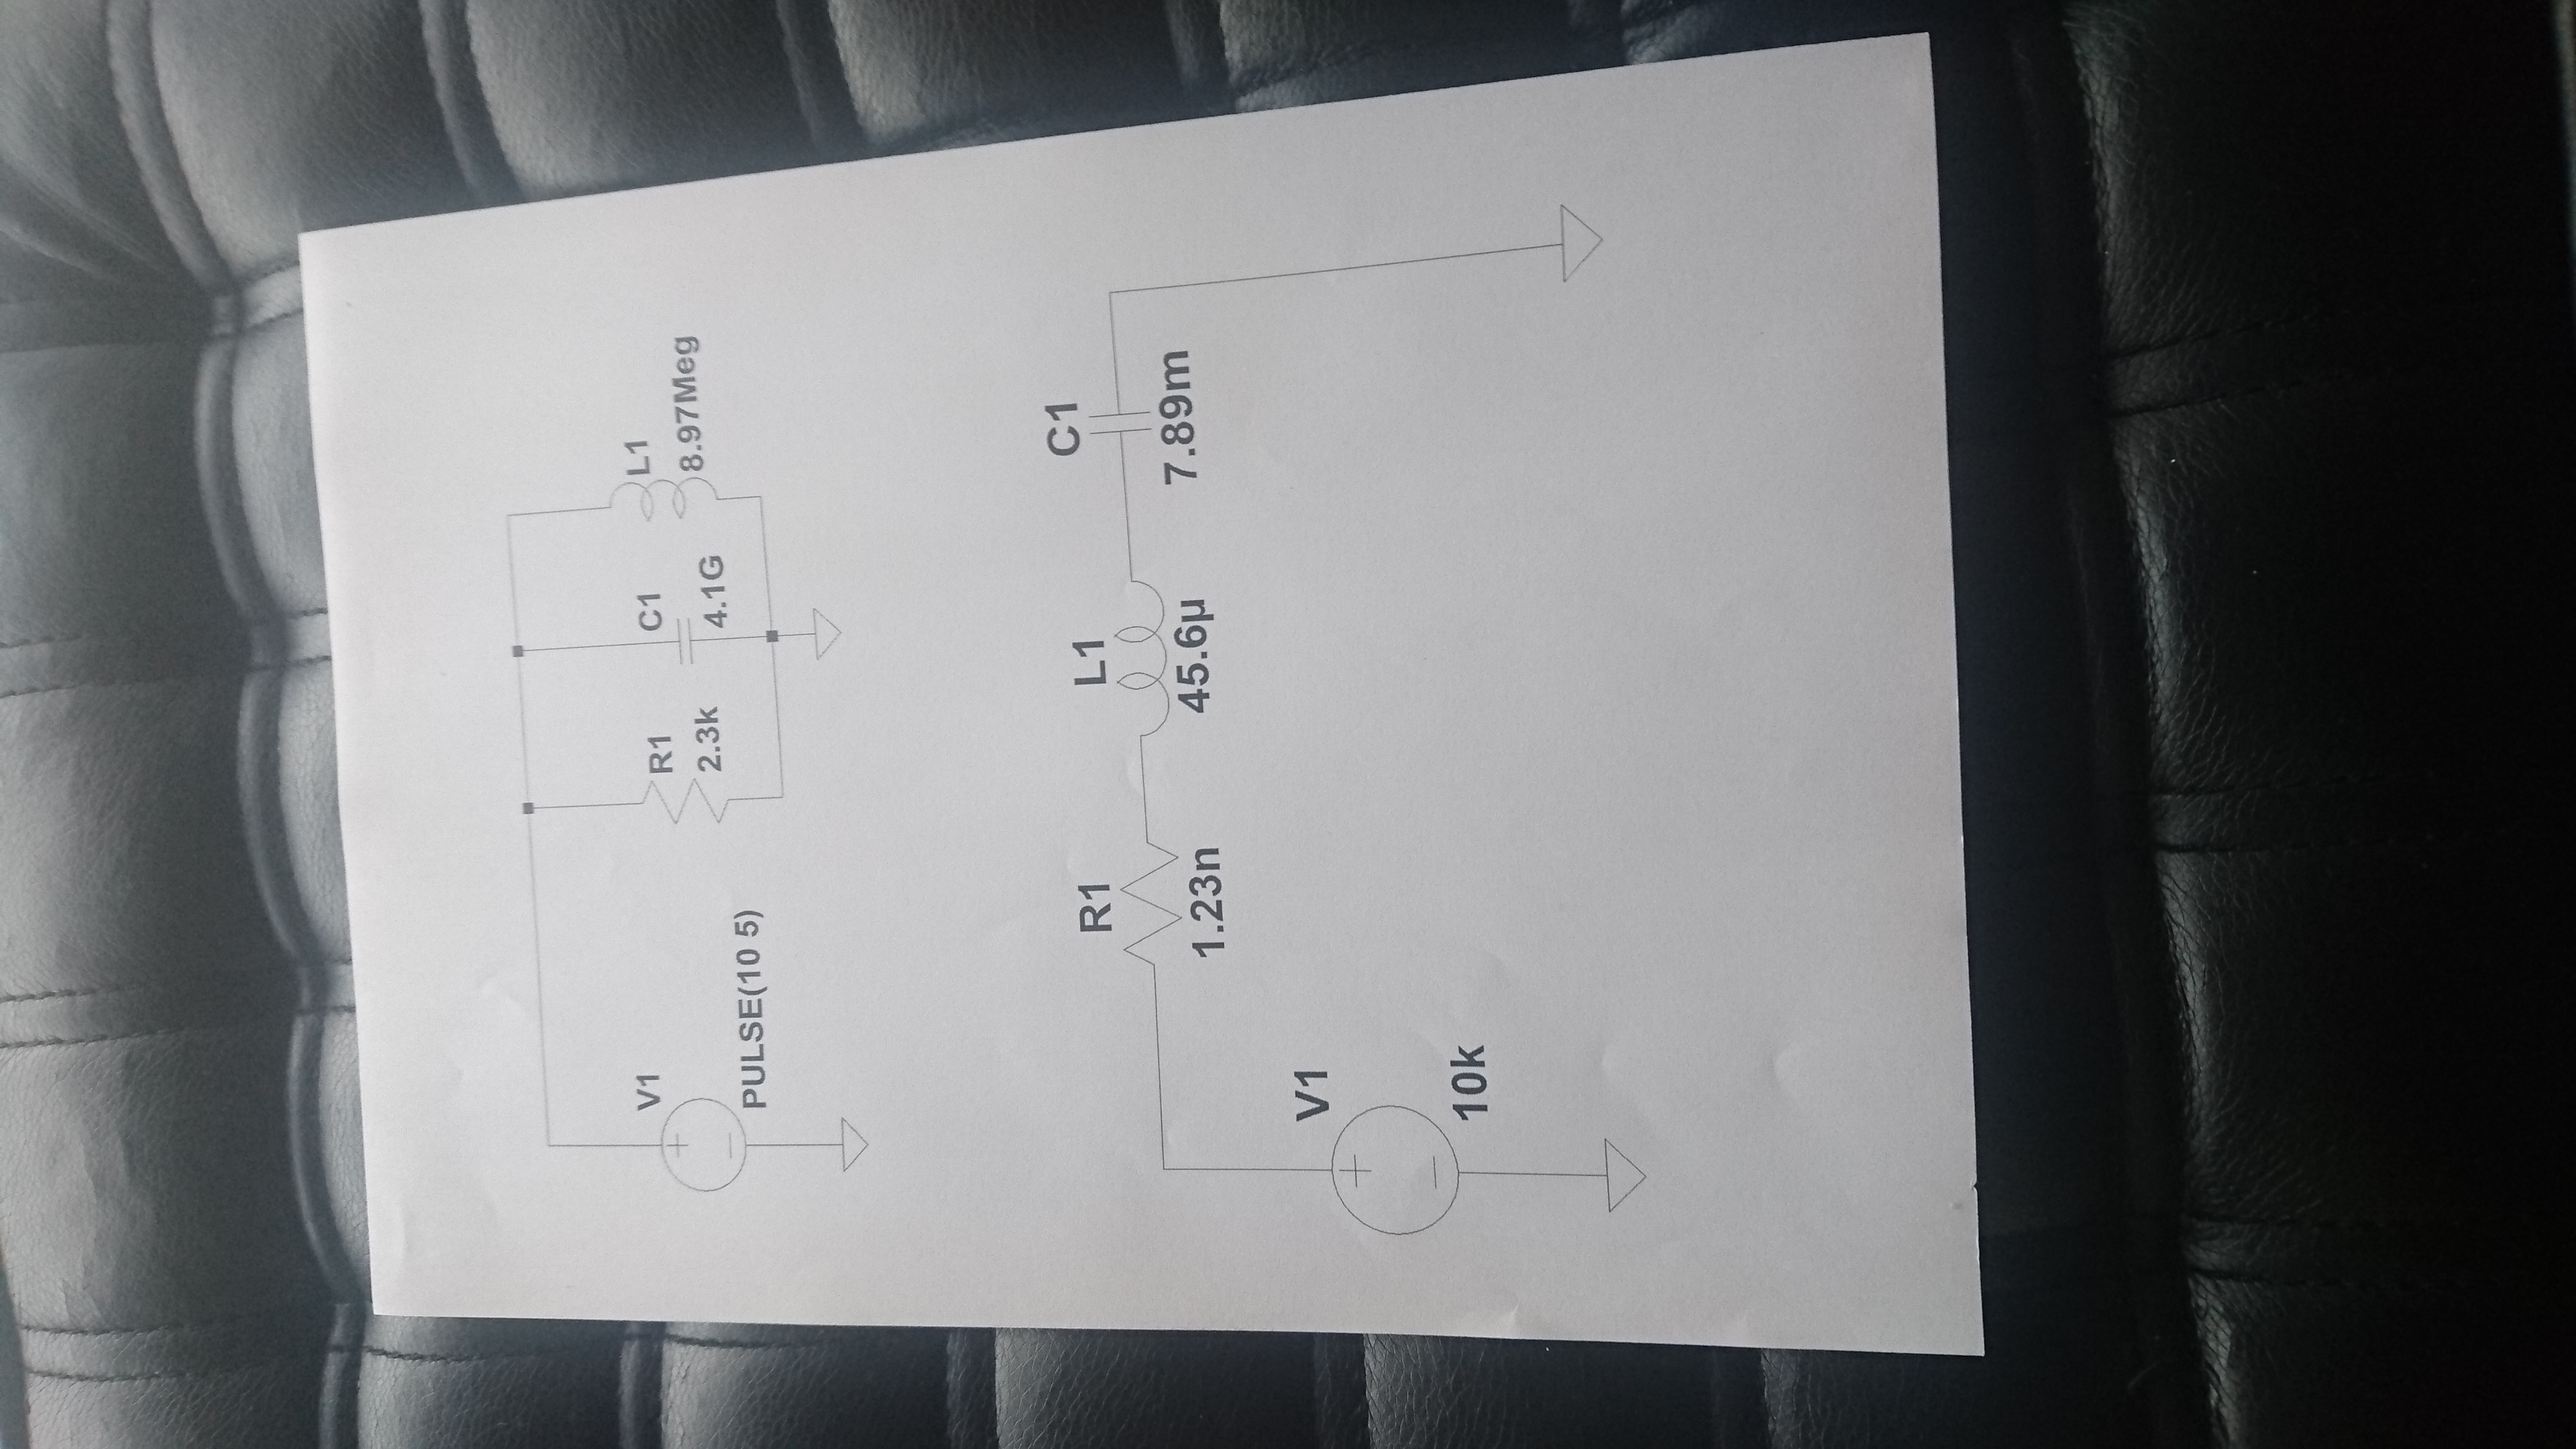 V1
PULSE(10 5)
R1
2.3k
C1
4.1G
L1
8.97Meg
V1
10k
R1
1.23n
L1
45.6µ
C1
7.89m